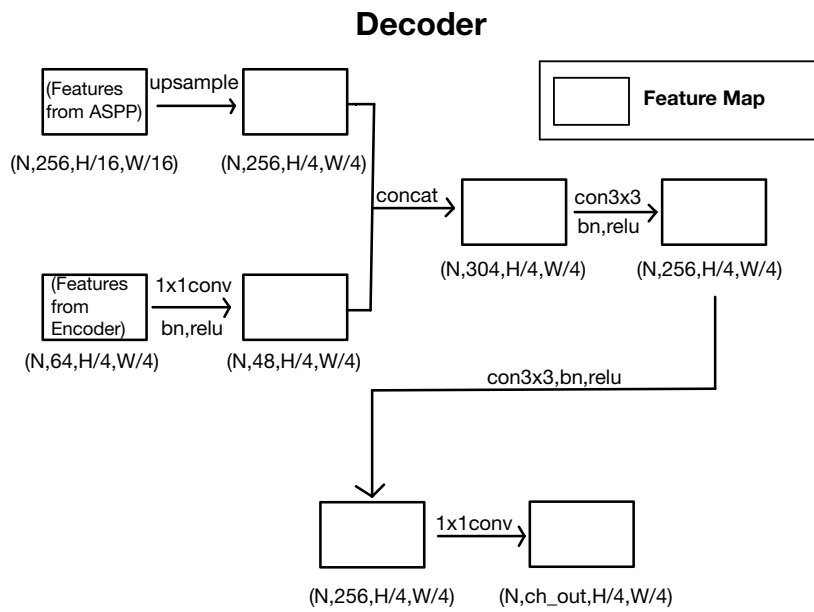 Decoder
(Features
from ASPP)
upsample
Feature Map
(N,256,H/16,W/16)
(N,256,H/4,W/4)
concat
con3x3
bn,relu
(N,304,H/4,W/4)
(N,256,H/4,W/4)
(Features
from
Encoder)
1x1conv
bn,relu
(N,64,H/4,W/4)
(N,48,H/4,W/4)
con3x3,bn,relu
1x1conv
(N,256,H/4,W/4)
(N,ch_out,H/4,W/4)